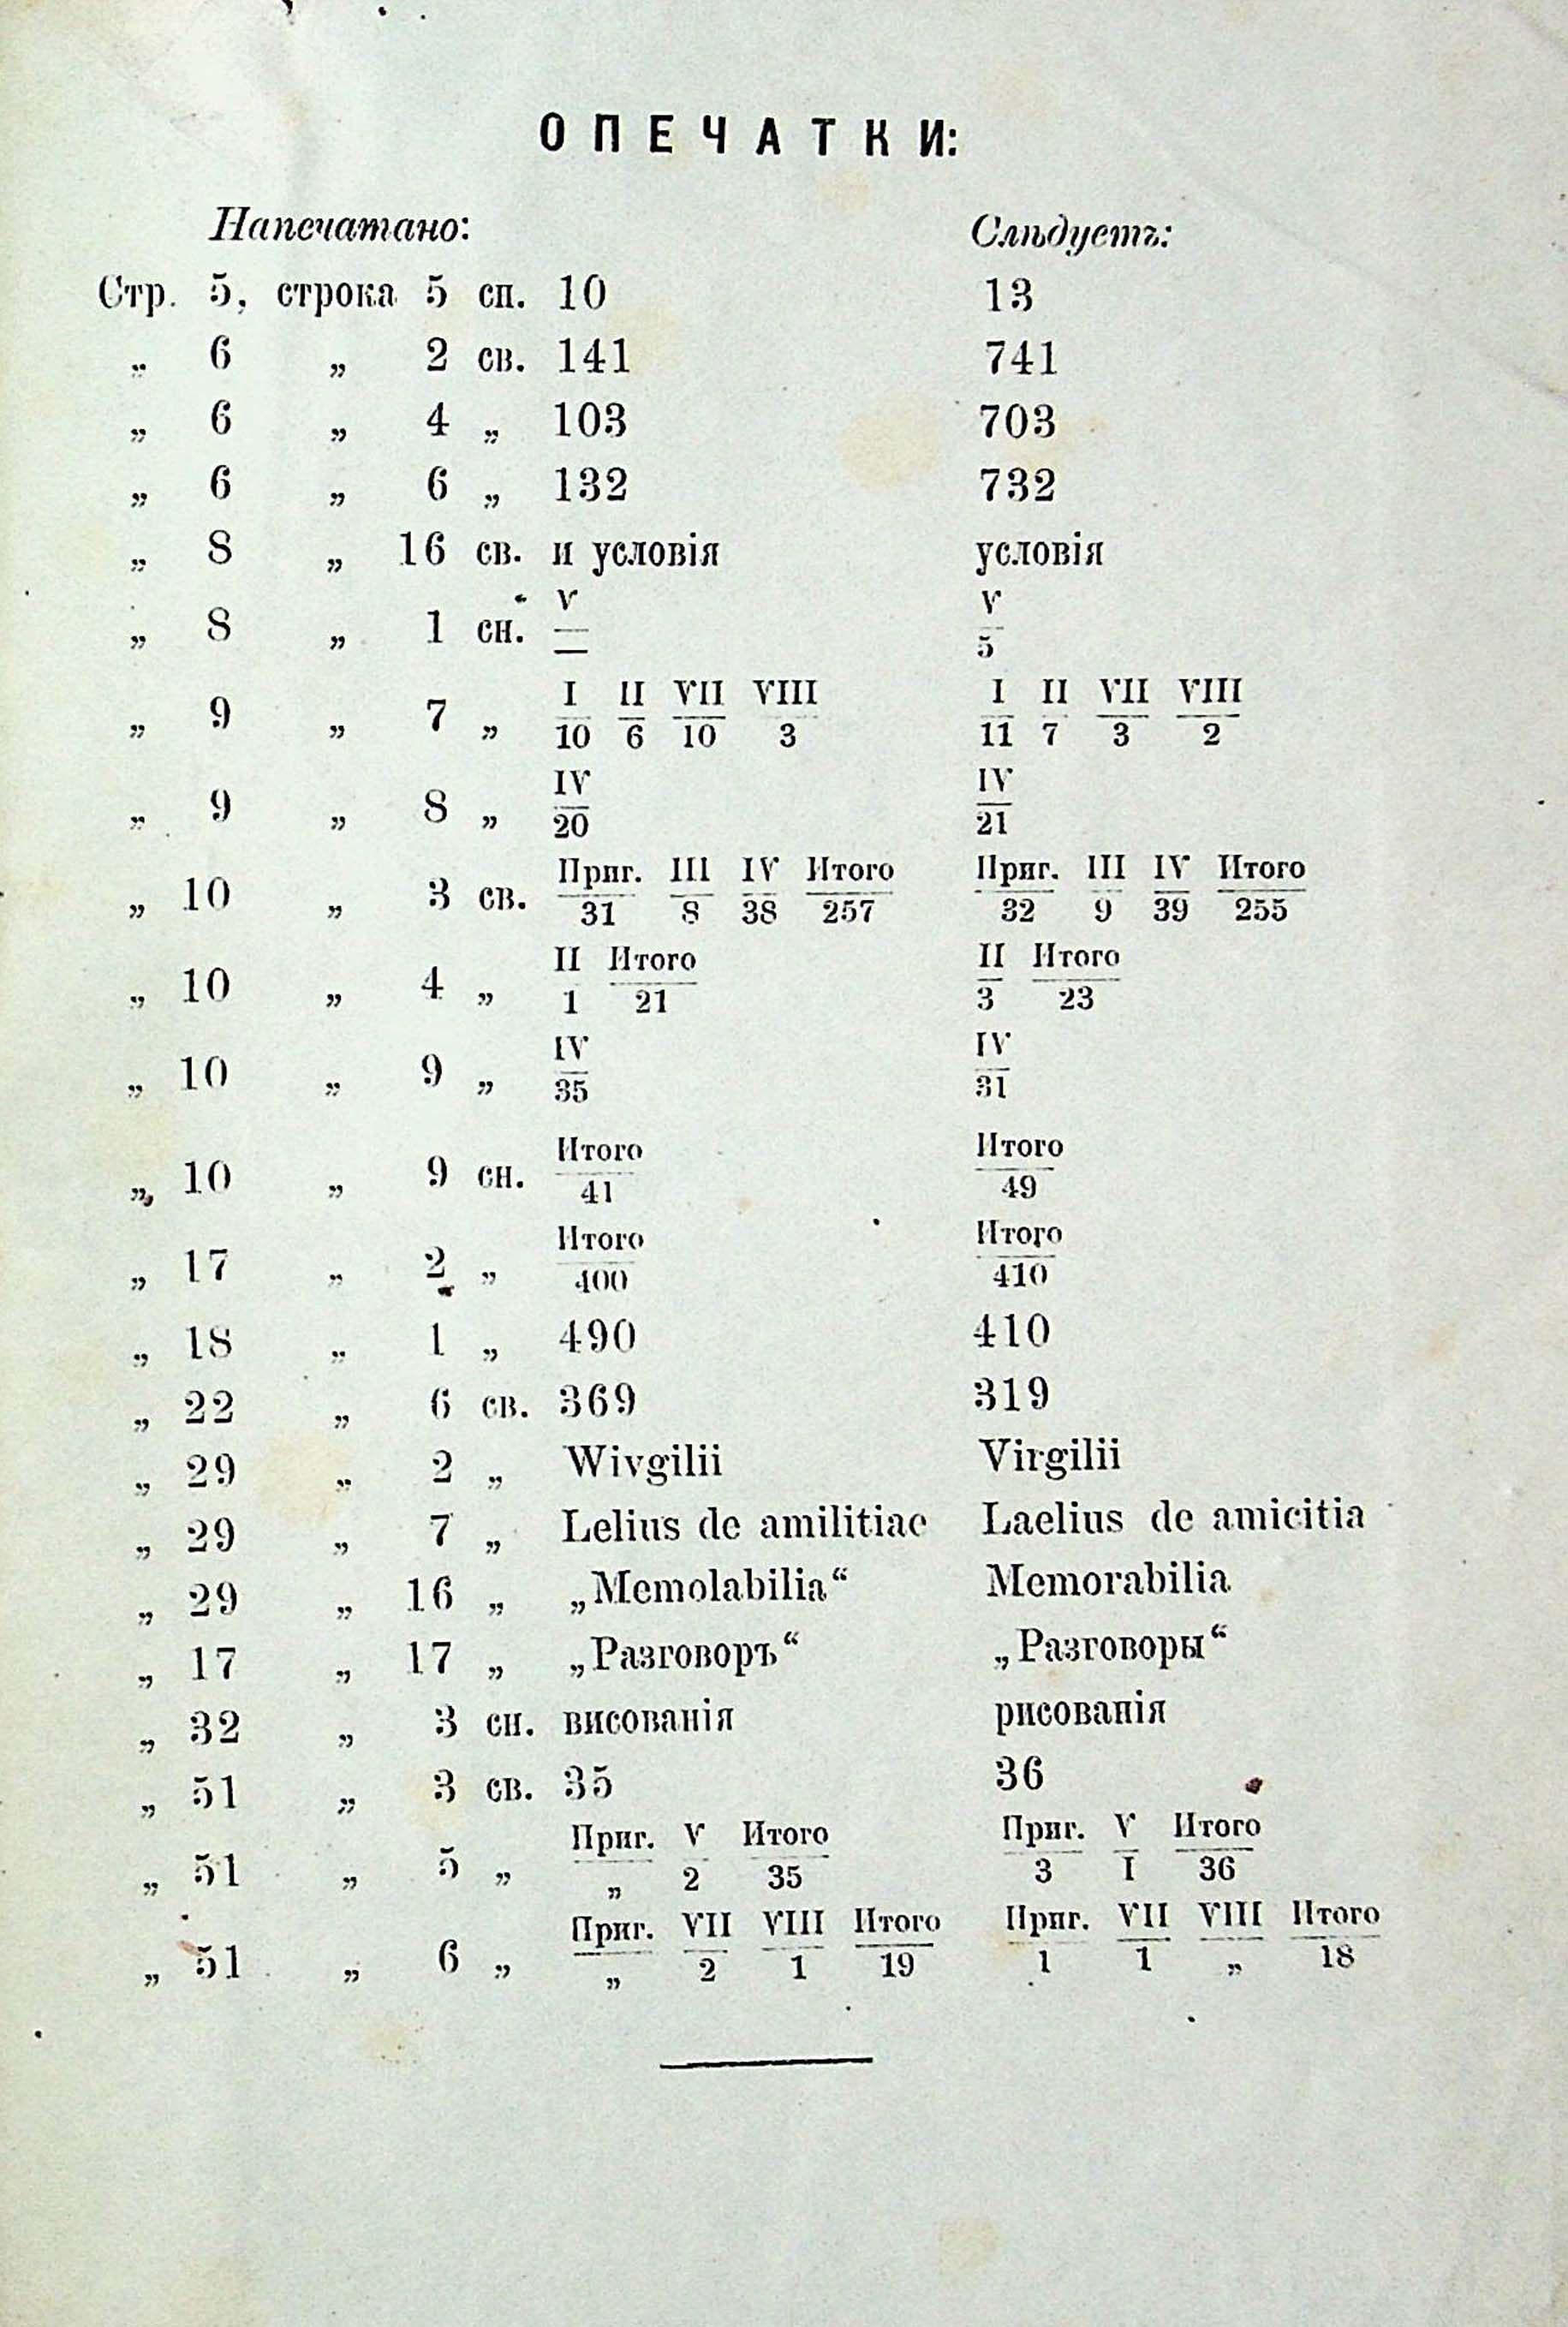 ОПЕЧАТКИ:
Напечатано: Слѣдуетъ:
Стр. 5, строка 5 сн. 10 13
„ 6 „ 2 св. 141 741
„ 6 „ 4 „ 103 703
„ 6 „ 6 „ 132 732
„ 8 „ 16 св. и условія условія
V V
„ 8 „ 1 сн. — 5
I II VII VIII I II VII VIII
„ 9 „ 7 „
10 6 10 3 11 7 3 2
IV IV
„ 9 „ 8 „
20 21
Приг. III IV Итого Приг. III IV Итого
„ 10 „ 3 св.
31 8 38 257 32 9 39 255
II Итого II Итого
„ 10 „ 4 „
1 21 3 23
IV IV
„ 10 „ 9 „
35 31
Итого Итого
„ 10 „ 9 сн.
41 49
Итого Итого
„ 17 „ 2 „
400 410
„ 18 „ 1 „ 490 410
„ 22 „ 6 св. 369 319
„ 29 „ 2 „ Wivgilii Virgilii
„ 29 „ 7 „ Lelius de amilitiae Laelius de amicitia
„ 29 „ 16 „ „Memolabilia“ Memorabilia
„ 17 „ 17 „ „Разговоръ“ „Разговоры“
„ 32 „ 3 сн. висованія рисованія
„ 51 „ 3 св. 35 36
Приг. V Итого Приг. V Итого
„ 51 „ 5 „
„ 2 35 3 I 36
Приг. VII VIII Итого Приг. VII VIII Итого
„ 51 „ 6 „
„ 2 1 19 1 1 „ 18